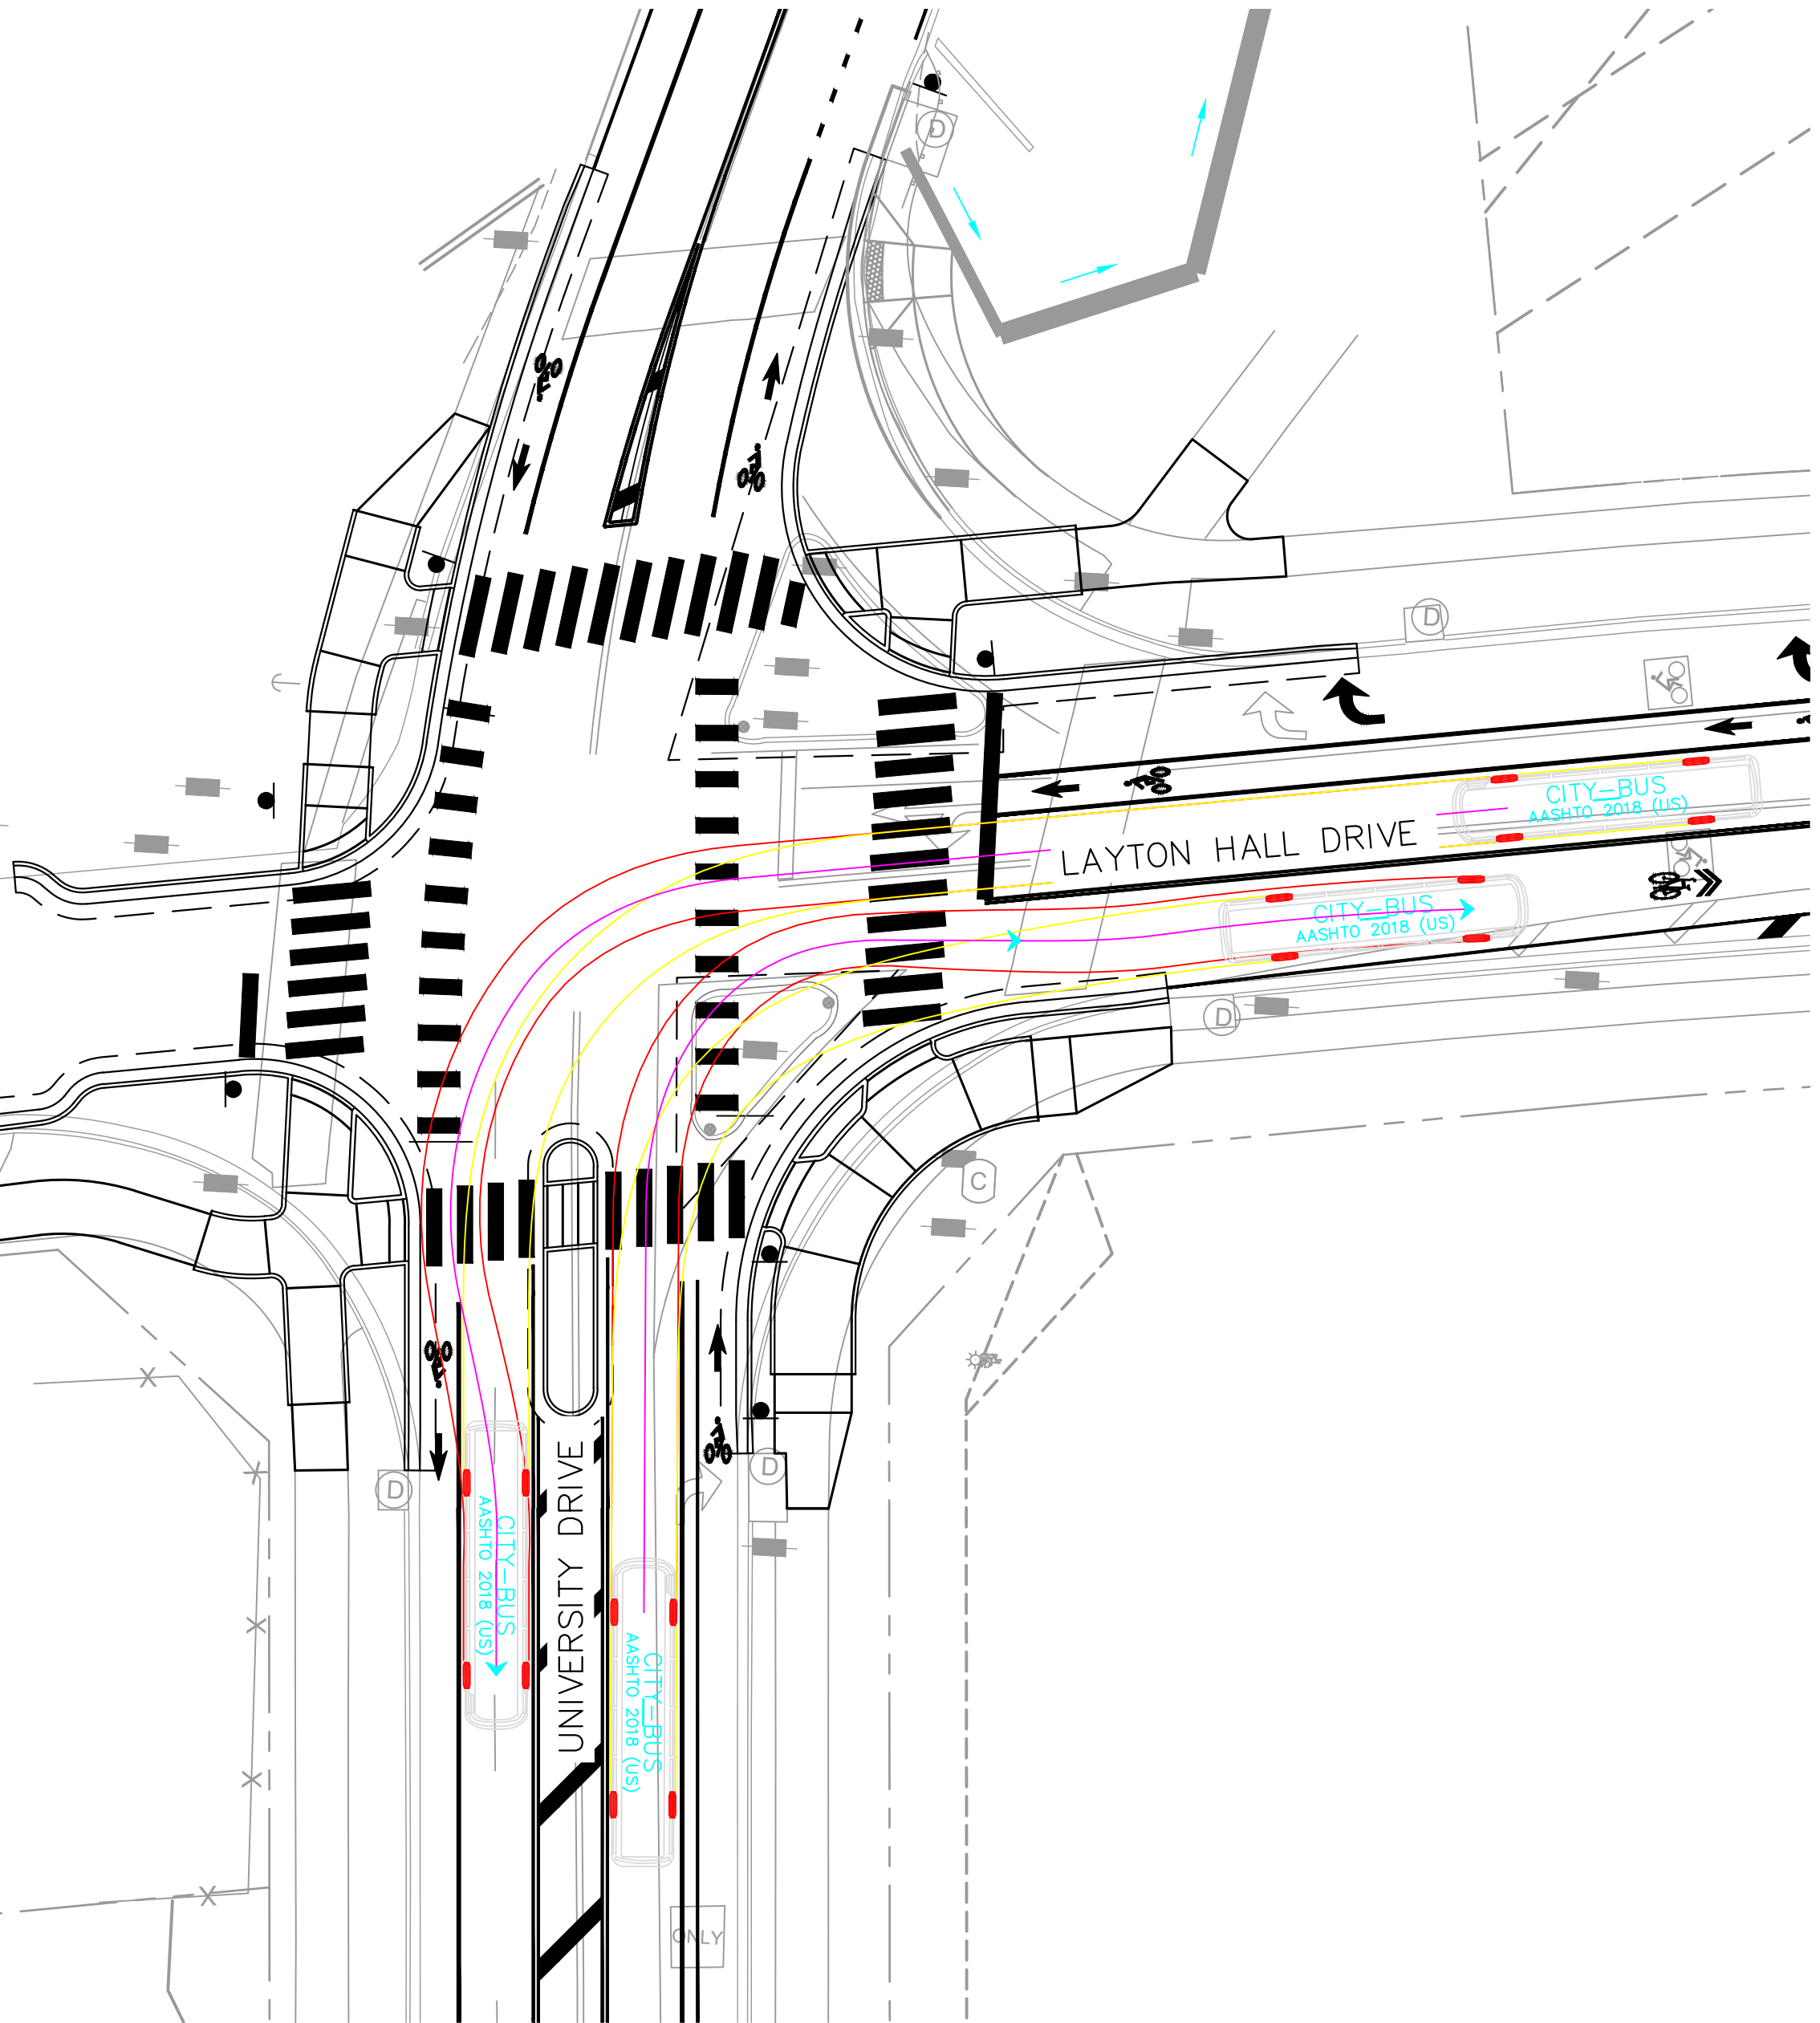 D
D
CITY-BUS
AASHTO 2018 (US)
LAYTON HALL DRIVE
CITY-BUS
AASHTO 2018 (US)
D
C
X
D
D
X
CITY-BUS
AASHTO 2018 (US)
UNIVERSITY DRIVE
CITY-BUS
AASHTO 2018 (US)
X
X
X
ONLY